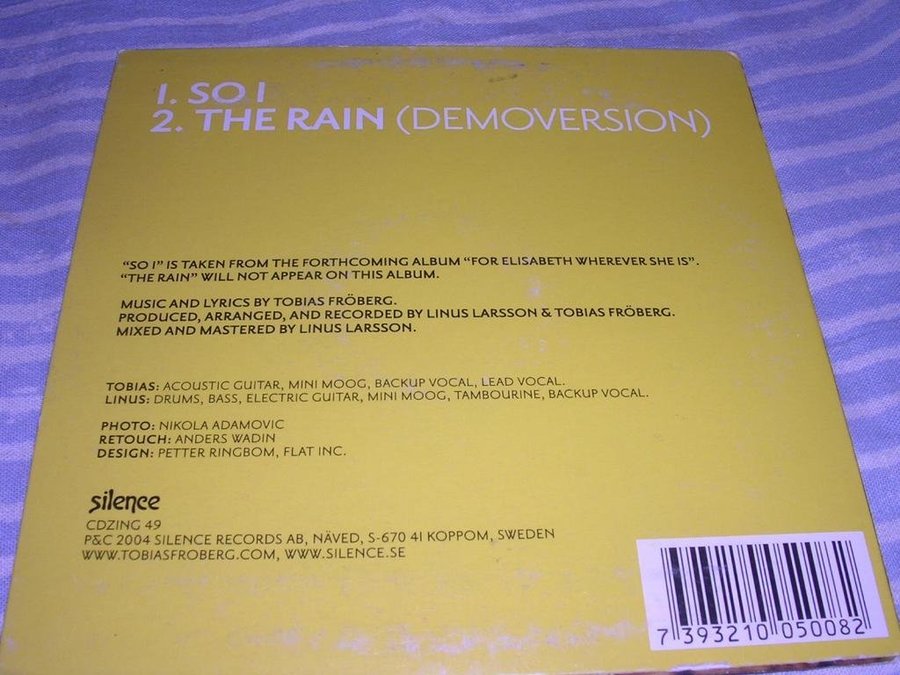 1. SO I
2. THE RAIN (DEMOVERSION)
"SO I" IS TAKEN FROM THE FORTHCOMING ALBUM "FOR ELISABETH WHEREVER SHE IS".
"THE RAIN" WILL NOT APPEAR ON THIS ALBUM.
MUSIC AND LYRICS BY TOBIAS FRÖBERG.
PRODUCED, ARRANGED, AND RECORDED BY LINUS LARSSON & TOBIAS FRÖBERG.
MIXED AND MASTERED BY LINUS LARSSON.
TOBIAS: ACOUSTIC GUITAR, MINI MOOG, BACKUP VOCAL, LEAD VOCAL.
LINUS: DRUMS, BASS, ELECTRIC GUITAR, MINI MOOG, TAMBOURINE, BACKUP VOCAL.
PHOTO: NIKOLA ADAMOVIC
RETOUCH: ANDERS WADIN
DESIGN: PETTER RINGBOM, FLAT INC.
silence
CDZING 49
P&C 2004 SILENCE RECORDS AB, NÄVED, S-670 41 KOPPOM, SWEDEN
WWW.TOBIASFROBERG.COM, WWW.SILENCE.SE
7 393210 050082